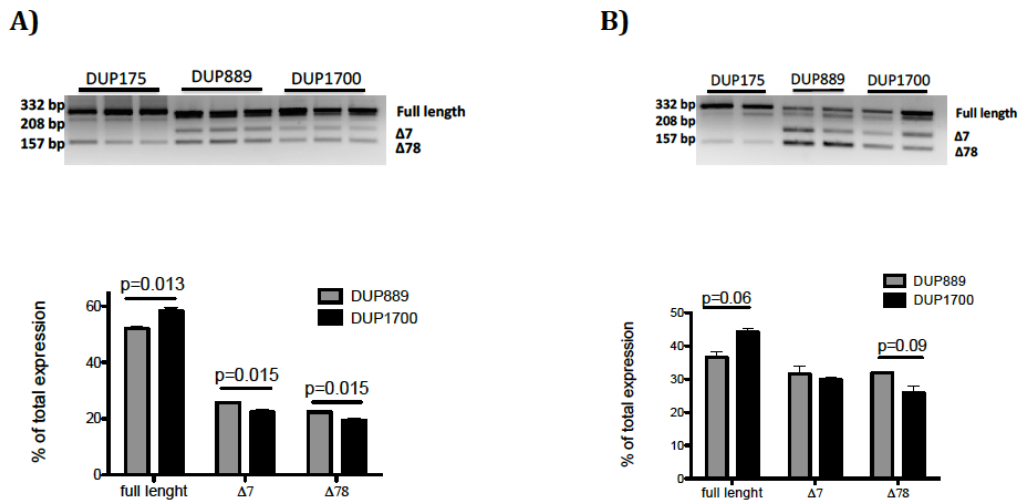 A)
B)
DUP175 DUP889 DUP1700
332 bp
208 bp
157 bp
Full length
Δ7
Δ78
DUP175 DUP889 DUP1700
332 bp
208 bp
157 bp
Full length
Δ7
Δ78
% of total expression
60
40
20
0
p=0.013
p=0.015
p=0.015
DUP889
DUP1700
full lenght Δ7 Δ78
% of total expression
50
40
30
20
10
0
p=0.06
p=0.09
DUP889
DUP1700
full lenght Δ7 Δ78